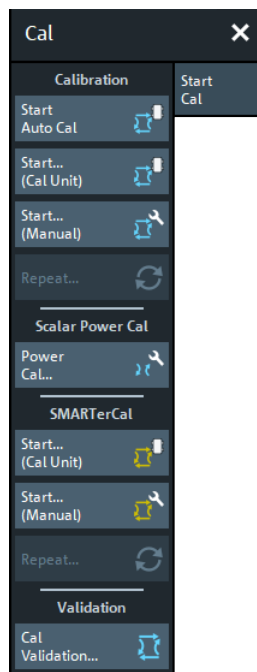 Cal
Calibration
Start
Auto Cal
Start...
(Cal Unit)
Start...
(Manual)
Repeat...
Scalar Power Cal
Power
Cal...
SMARTerCal
Start...
(Cal Unit)
Start...
(Manual)
Repeat...
Validation
Cal
Validation...
Start
Cal